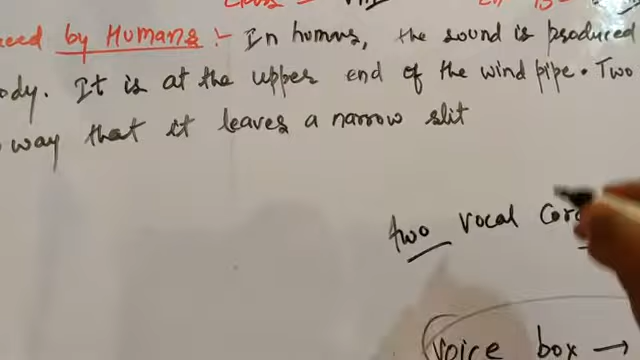 by Humans :- In humns, the sound is produced
ody. It is at the upper end of the wind pipe. Two
way that it leaves a narrow slit
two vocal
voice box →